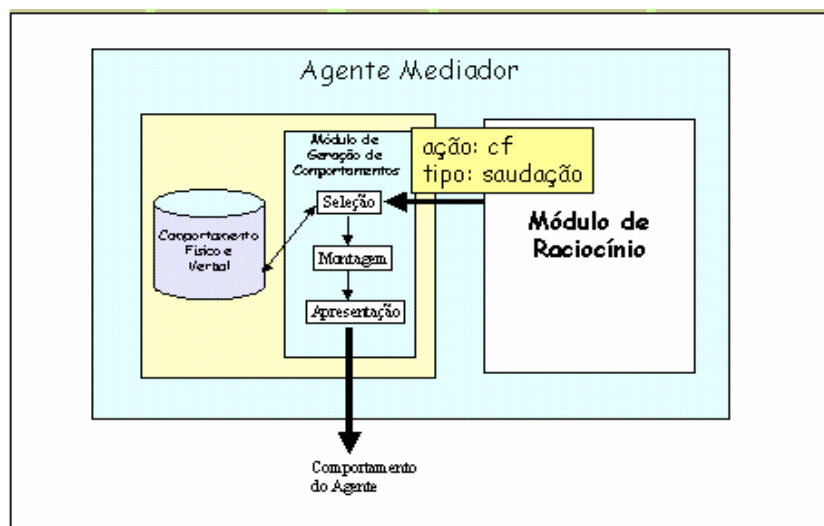 Agente Mediador
Módulo de
Geração de
Comportamentos
ação: cf
tipo: saudação
Seleção
Comportamento
Físico e
Verbal
Módulo de
Raciocínio
Montagem
Apresentação
Comportamento
do Agente